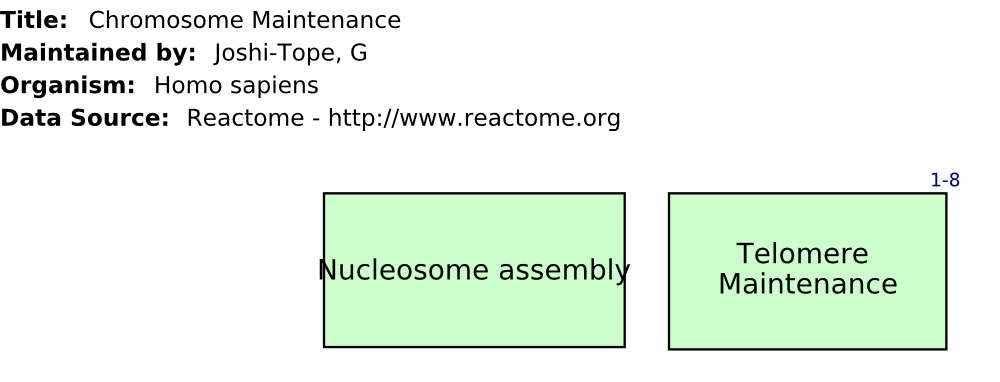 Title: Chromosome Maintenance
Maintained by: Joshi-Tope, G
Organism: Homo sapiens
Data Source: Reactome - http://www.reactome.org
1-8
Nucleosome assembly
Telomere
Maintenance